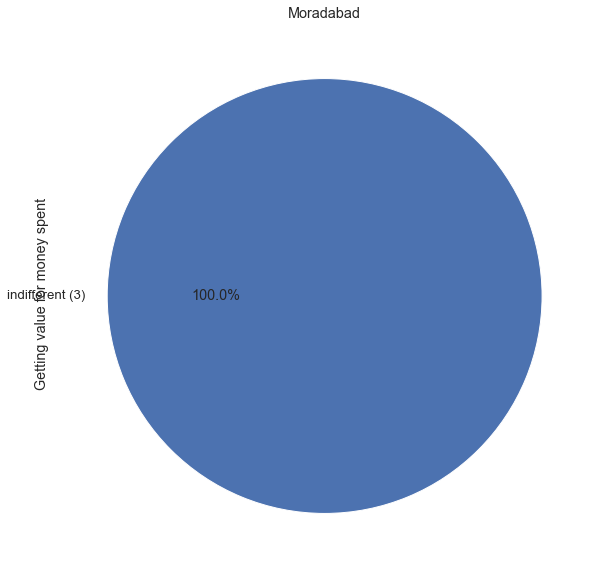 Moradabad
Getting value for money spent
indifferent (3)
100.0%